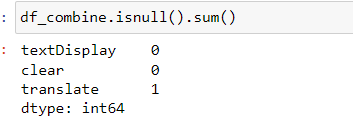 : df_combine.isnull().sum()
: textDisplay    0
clear          0
translate      1
dtype: int64